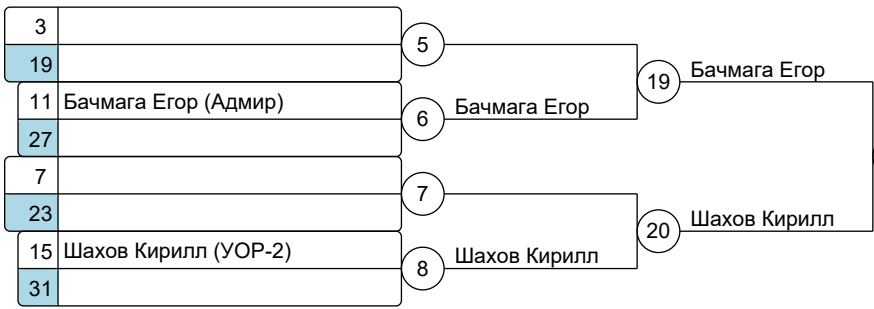 3
5
19
19 Бачмага Егор
11 Бачмага Егор (Адмир)
6 Бачмага Егор
27
7
7
23
20 Шахов Кирилл
15 Шахов Кирилл (УОР-2)
8 Шахов Кирилл
31